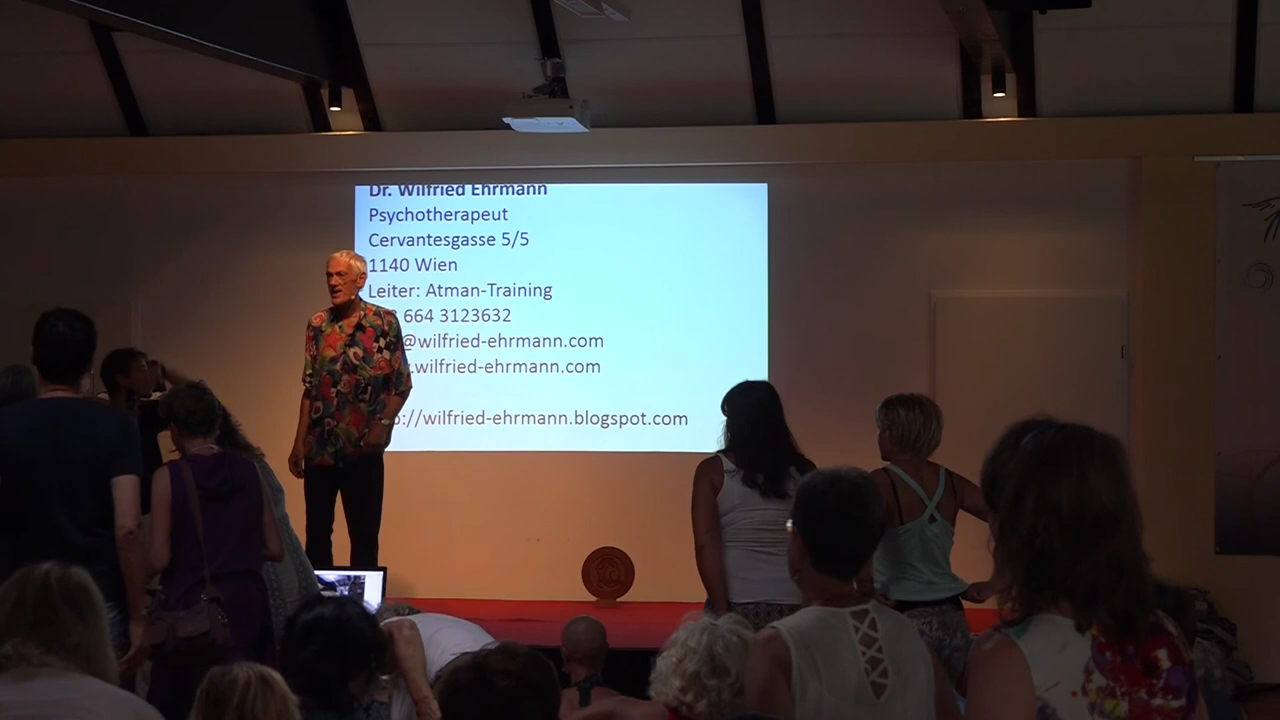 Dr. Wilfried Ehrmann
Psychotherapeut
Cervantesgasse 5/5
1140 Wien
Leiter: Atman-Training
664 3123632
@wilfried-ehrmann.com
.wilfried-ehrmann.com
://wilfried-ehrmann.blogspot.com